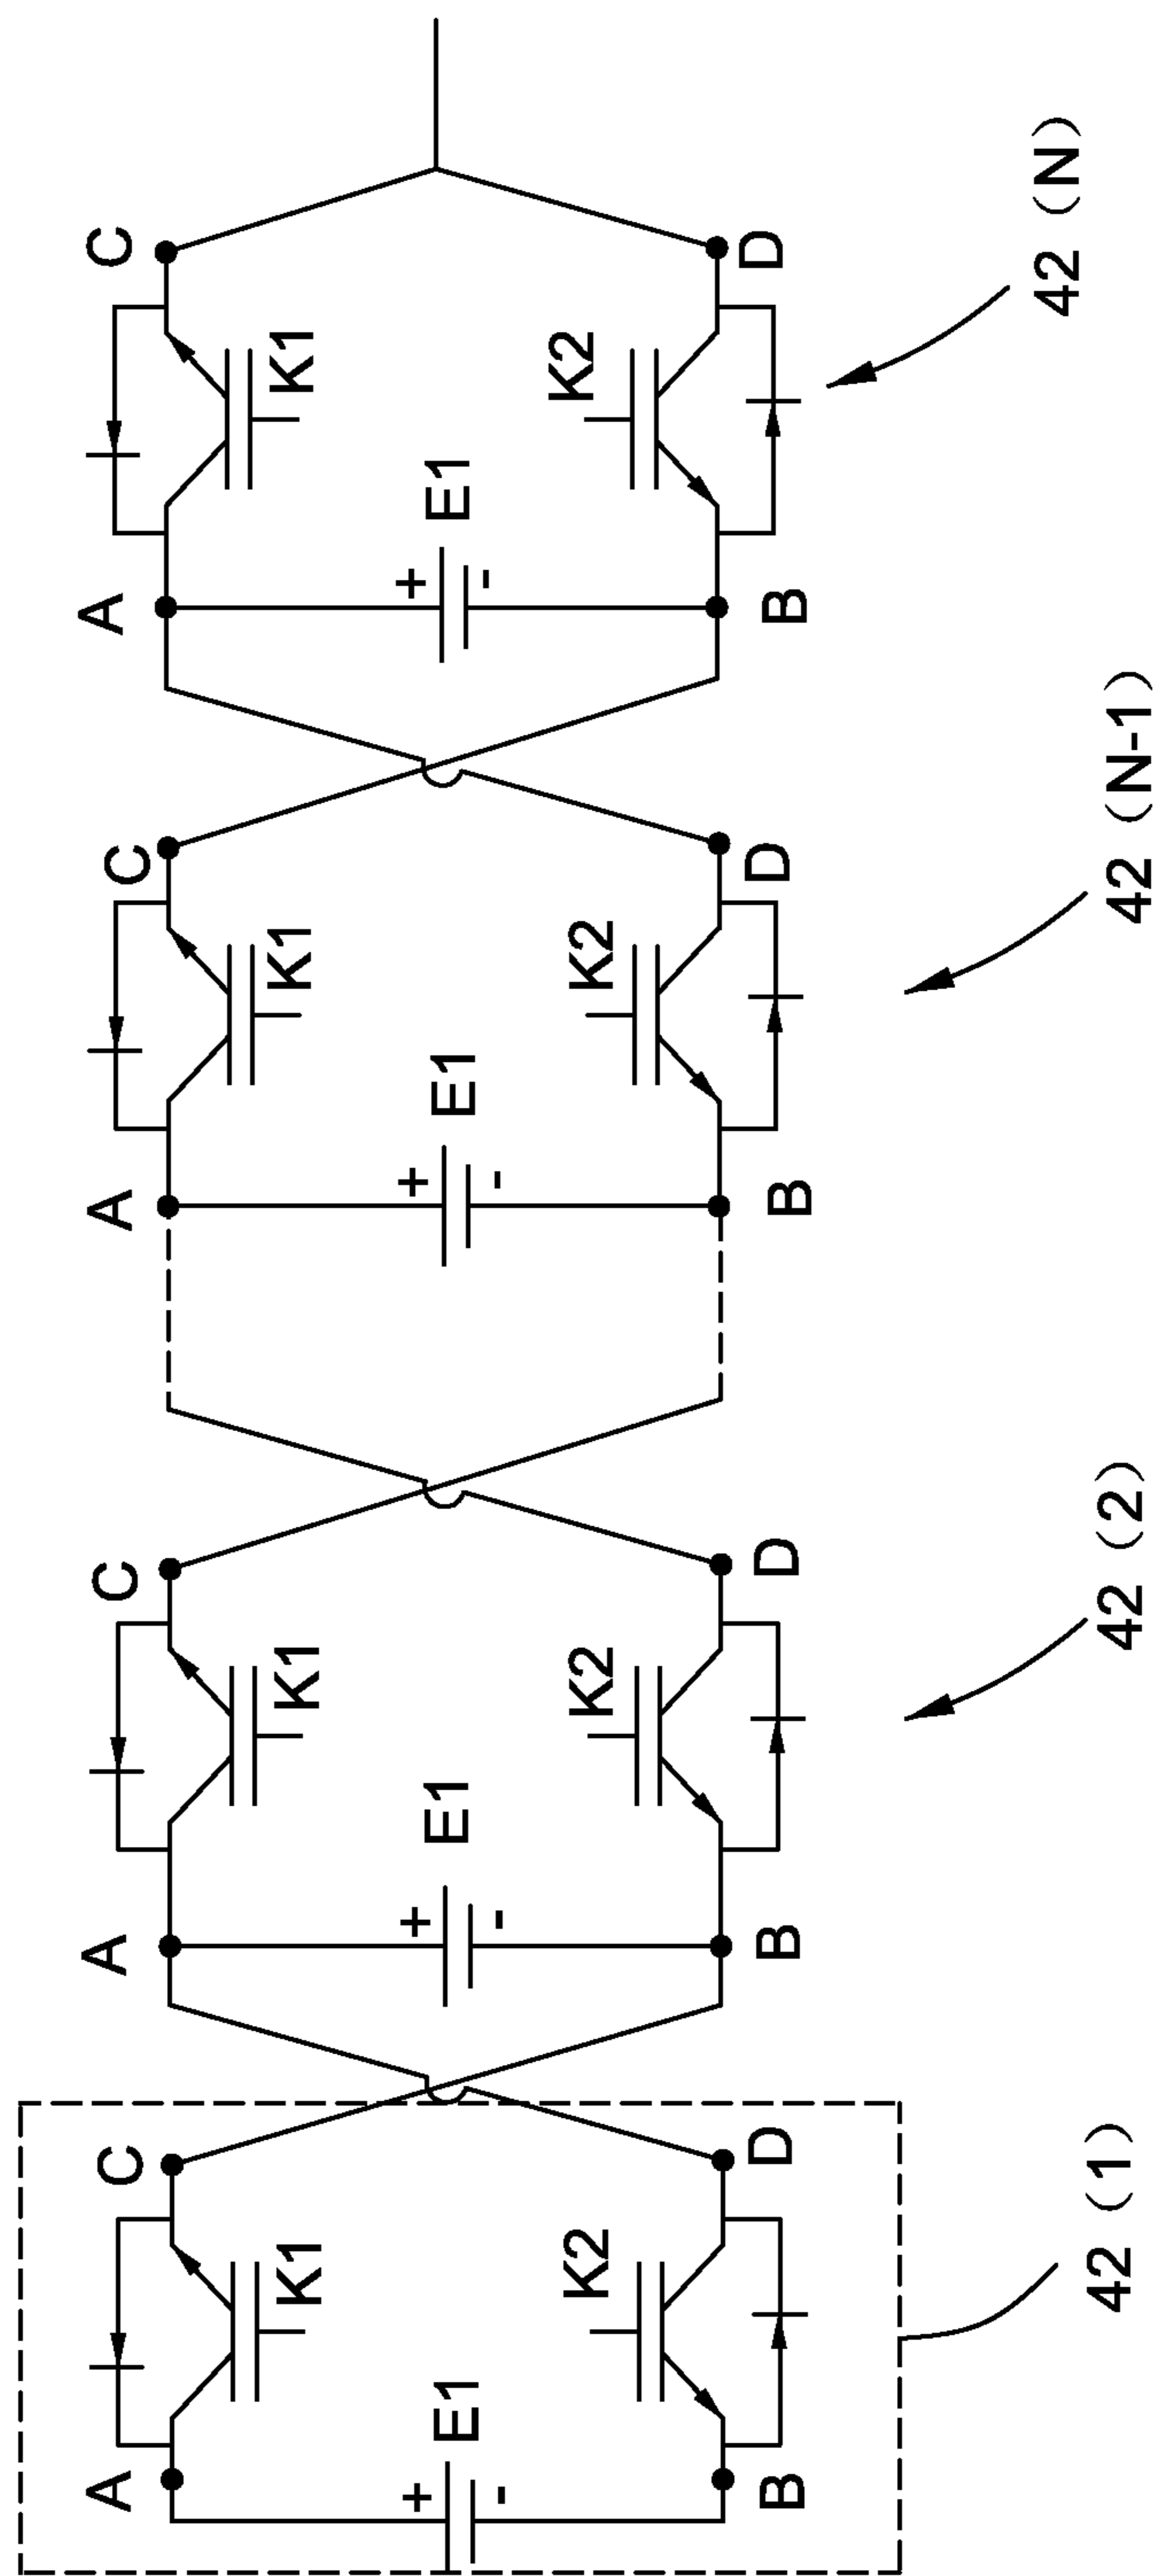 A C A C A C A C
K1 K1 K1 K1
+ + + +
E1 E1 E1 E1
- - - -
K2 K2 K2 K2
B D B D B D B D
42（1） 42（2） 42（N-1） 42（N）